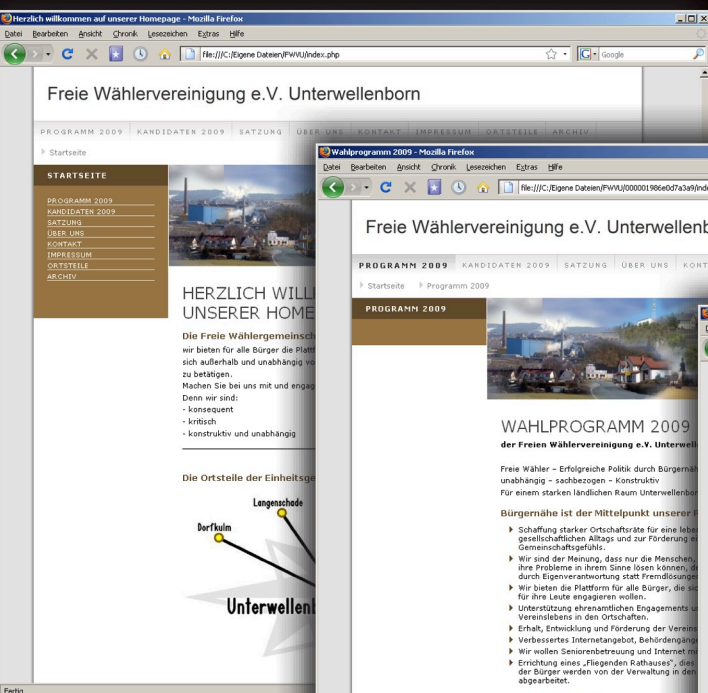 Herzlich willkommen auf unserer Homepage - Mozilla Firefox
Datei Bearbeiten Ansicht Chronik Lesezeichen Extras Hilfe
file:///C:/Eigene Dateien/FWVU/index.php
Google
Freie Wählervereinigung e.V. Unterwellenborn
PROGRAMM 2009 KANDIDATEN 2009 SATZUNG ÜBER UNS KONTAKT IMPRESSUM ORTSTEILE ARCHIV
Startseite
STARTSEITE
PROGRAMM 2009
KANDIDATEN 2009
SATZUNG
ÜBER UNS
KONTAKT
IMPRESSUM
ORTSTEILE
ARCHIV
HERZLICH WILL
UNSERER HOME
Die Freie Wählergemeinsch
wir bieten für alle Bürger die Plattf
sich außerhalb und unabhängig vo
zu betätigen.
Machen Sie bei uns mit und engag
Denn wir sind:
- konsequent
- kritisch
- konstruktiv und unabhängig
Die Ortsteile der Einheitsge
Langenschade
Dorfkulm
Unterwellenb
Fertig
Wahlprogramm 2009 - Mozilla Firefox
Datei Bearbeiten Ansicht Chronik Lesezeichen Extras Hilfe
file:///C:/Eigene Dateien/FWVU/000001986e0d7a3a9/inde
Freie Wählervereinigung e.V. Unterwellenb
PROGRAMM 2009 KANDIDATEN 2009 SATZUNG ÜBER UNS KONT
Startseite Programm 2009
PROGRAMM 2009
WAHLPROGRAMM 2009
der Freien Wählervereinigung e.V. Unterwell
Freie Wähler – Erfolgreiche Politik durch Bürgernäh
unabhängig – sachbezogen – Konstruktiv
Für einem starken ländlichen Raum Unterwellenbor
Bürgernähe ist der Mittelpunkt unserer P
Schaffung starker Ortschaftsräte für eine lebe
gesellschaftlichen Alltags und zur Förderung ei
Gemeinschaftsgefühls.
Wir sind der Meinung, dass nur die Menschen,
ihre Probleme in ihrem Sinne lösen können, d
durch Eigenverantwortung statt Fremdlösunge
Wir bieten die Plattform für alle Bürger, die sic
für ihre Leute engagieren wollen.
Unterstützung ehrenamtlichen Engagements u
Vereinslebens in den Ortschaften.
Erhalt, Entwicklung und Förderung der Vereins
Verbessertes Internetangebot, Behördengänge
Wir wollen Seniorenbetreuung und Internet mi
Errichtung eines „Fliegenden Rathauses", dies
der Bürger werden von der Verwaltung in den
abgearbeitet.